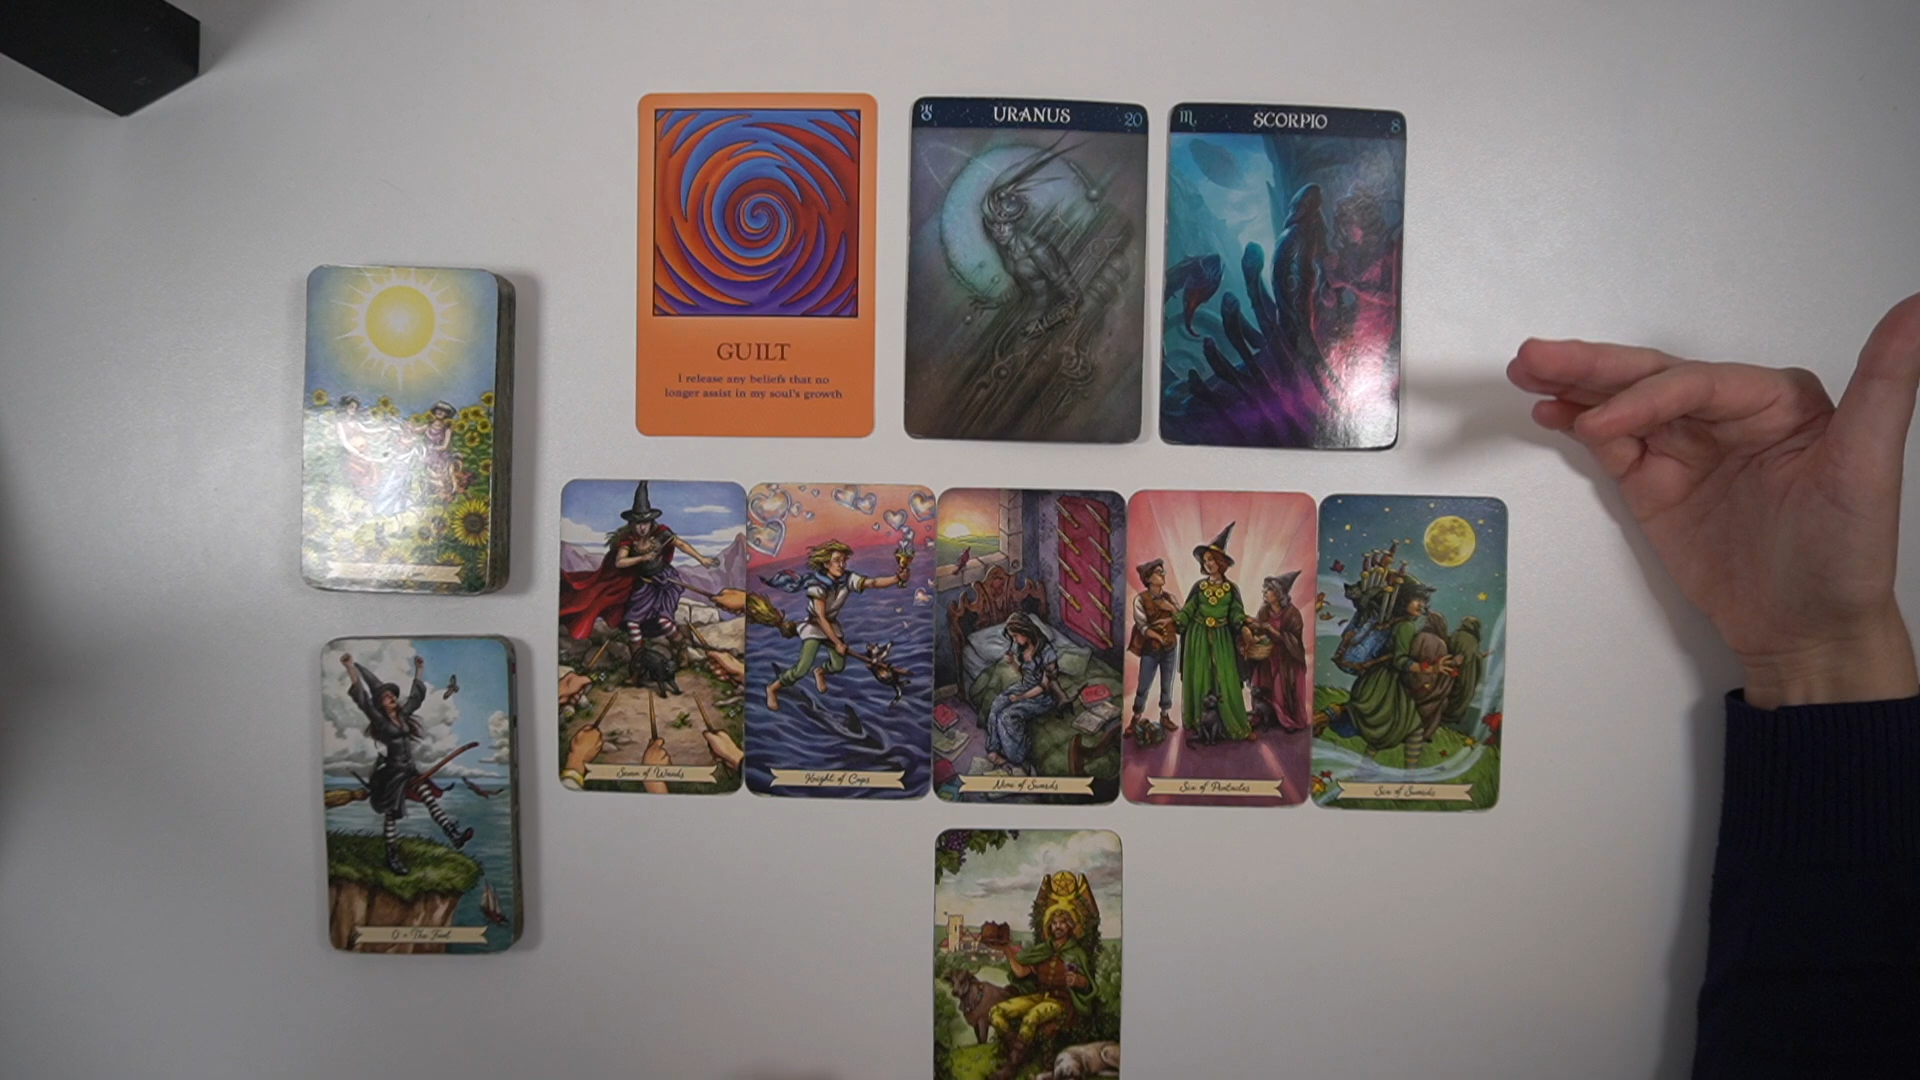 GUILT
I release any beliefs that no
longer assist in my soul's growth
♅
URANUS
20
♏
SCORPIO
8
Seven of Wands
Knight of Cups
Nine of Swords
Six of Pentacles
Six of Swords
0 • The Fool